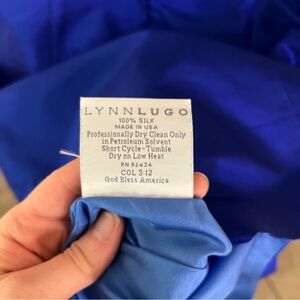 LYNNLUGO
100% SILK
MADE IN USA
Professionally Dry Clean Only
in Petroleum Solvent
Short Cycle-Tumble
Dry on Low Heat
RN 92434
COL 3:12
God Bless America